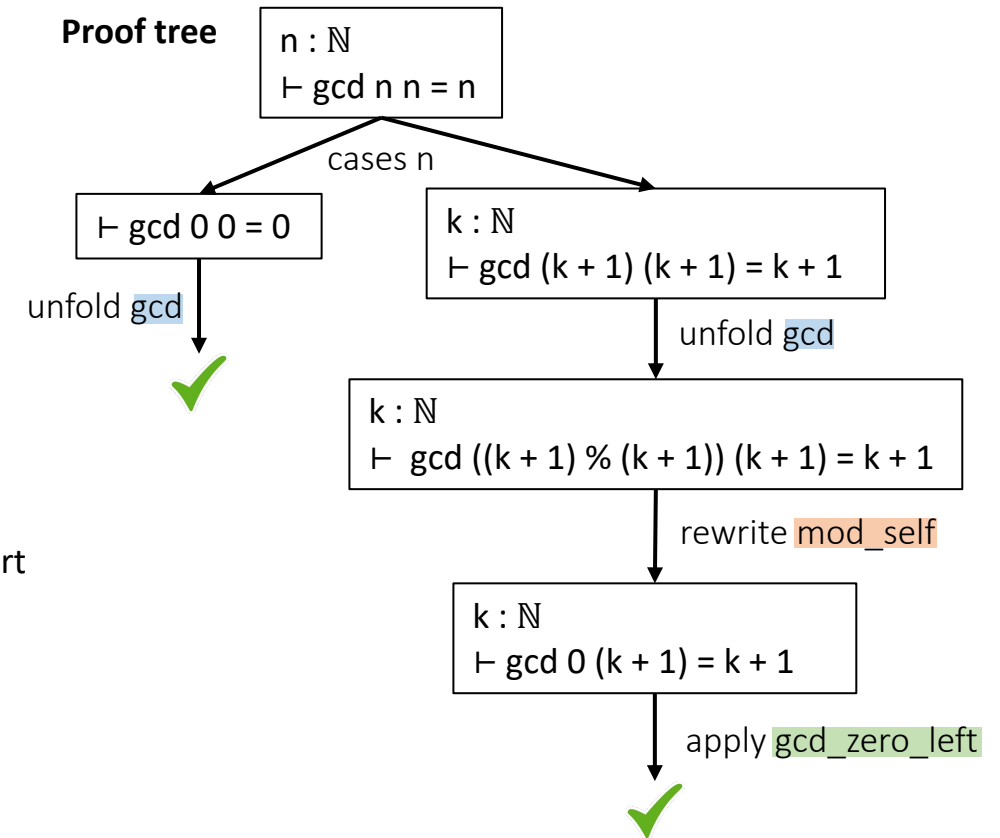 Proof tree
n : ℕ
⊢ gcd n n = n
cases n
⊢ gcd 0 0 = 0
k : ℕ
⊢ gcd (k + 1) (k + 1) = k + 1
unfold gcd
unfold gcd
k : ℕ
⊢ gcd ((k + 1) % (k + 1)) (k + 1) = k + 1
rewrite mod_self
rt
k : ℕ
⊢ gcd 0 (k + 1) = k + 1
apply gcd_zero_left